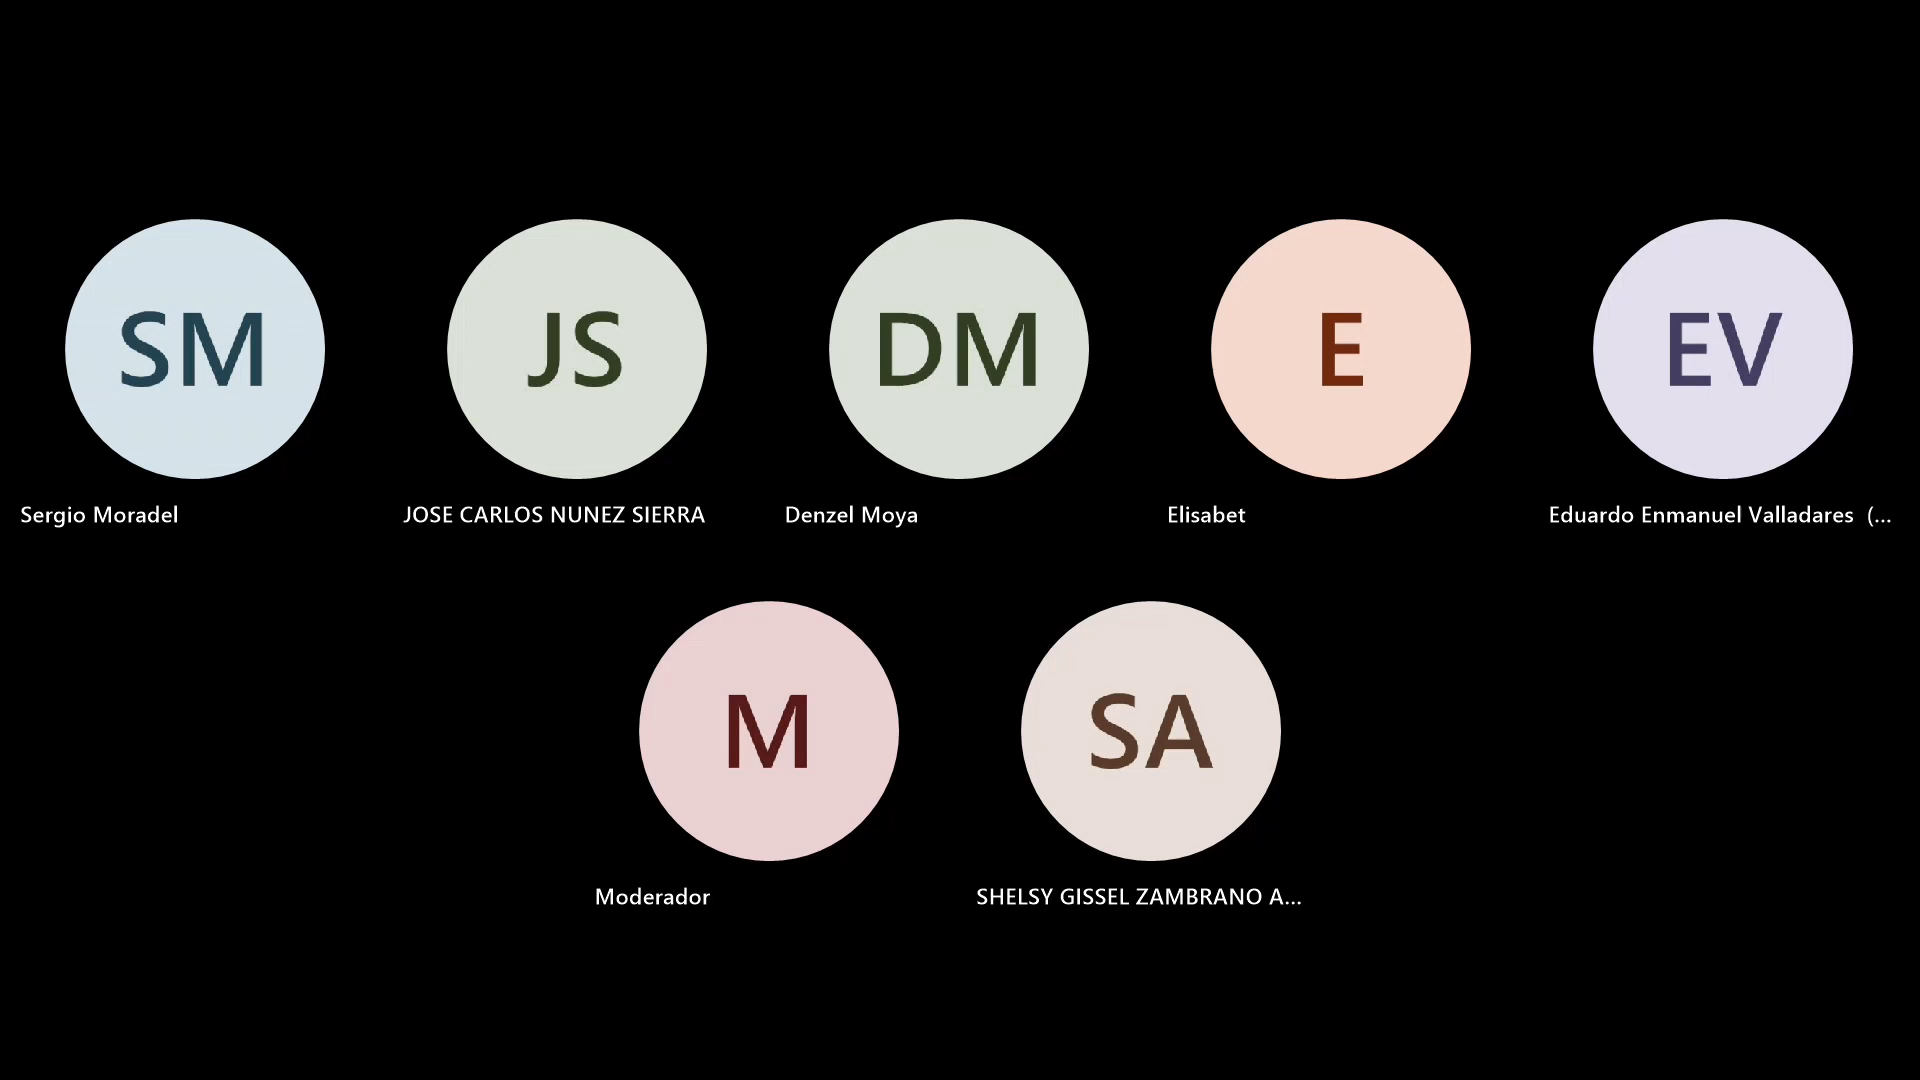 SM
JS
DM
E
EV
Sergio Moradel
JOSE CARLOS NUNEZ SIERRA
Denzel Moya
Elisabet
Eduardo Enmanuel Valladares (...
M
SA
Moderador
SHELSY GISSEL ZAMBRANO A...